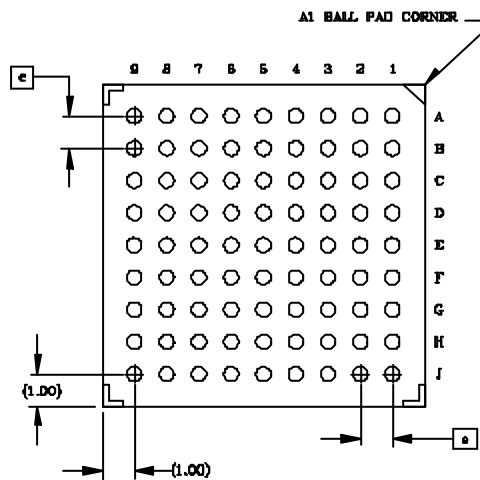 A1 BALL PAD CORNER
9 8 7 6 5 4 3 2 1
e
A
B
C
D
E
F
G
H
J
(1.00)
e
(1.00)